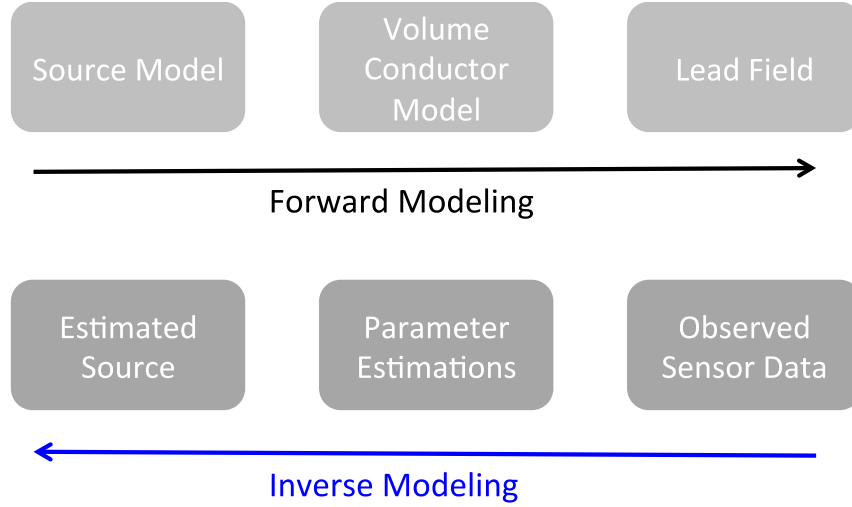 Source Model
Volume
Conductor
Model
Lead Field
Forward Modeling
Estimated
Source
Parameter
Estimations
Observed
Sensor Data
Inverse Modeling